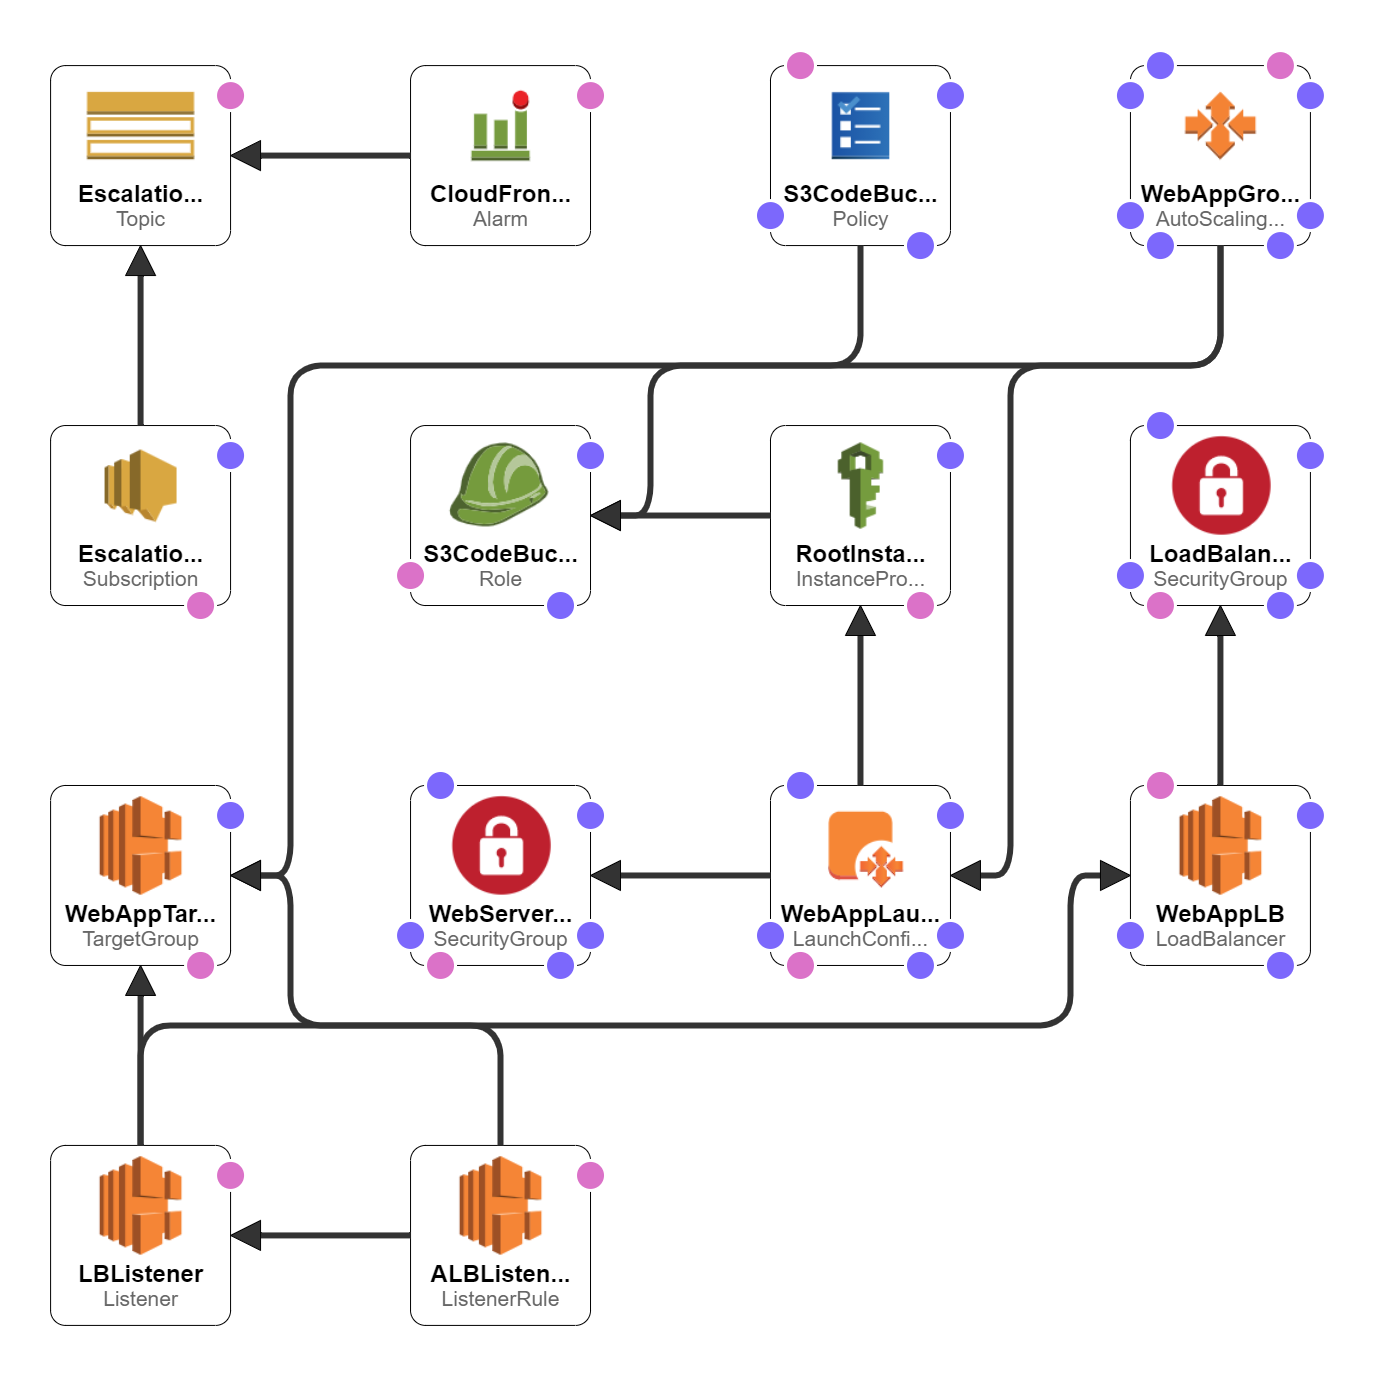 Escalatio...
Topic
CloudFron...
Alarm
S3CodeBuc...
Policy
WebAppGro...
AutoScaling...
Escalatio...
Subscription
S3CodeBuc...
Role
RootInsta...
InstancePro...
LoadBalan...
SecurityGroup
WebAppTar...
TargetGroup
WebServer...
SecurityGroup
WebAppLau...
LaunchConfi...
WebAppLB
LoadBalancer
LBListener
Listener
ALBListen...
ListenerRule